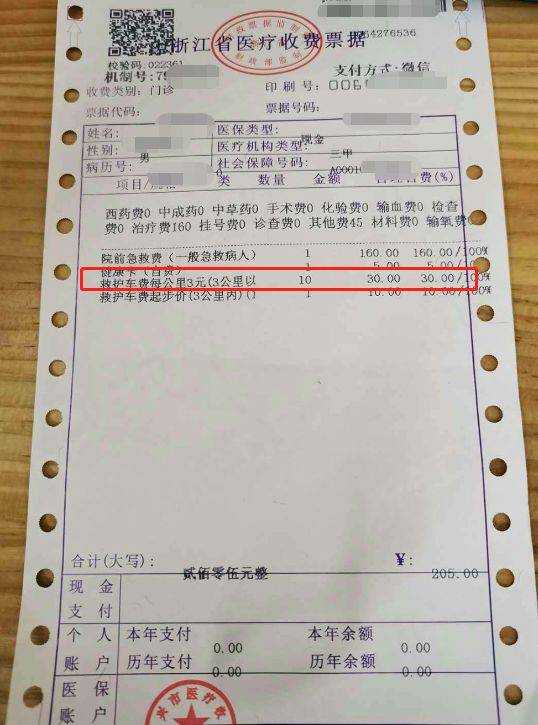 浙江省医疗收费票据
校验码:022361
54276536
机制号:79
支付方式:微信
收费类别:门诊
印刷号:006
票据代码:
票据号码:
姓名:
医保类型:
现金
性别:
男
医疗机构类型:
三甲
病历号:
社会保障号码:
A0001
项目/规格
类
数量
金额
自理自费(%)
西药费0 中成药0 中草药0 手术费0 化验费0 输血费0 检查
费0 治疗费160 挂号费0 诊查费0 其他费45 材料费0 输氧费0
院前急救费(一般急救病人) 1 160.00 160.00/100%
健康卡(自费) 1 5.00 5.00/100%
救护车费每公里3元(3公里以 10 30.00 30.00/100%
救护车费起步价(3公里内)(1 1 10.00 10.00/100%
合计(大写): 贰佰零伍元整 ¥: 205.00
现金
支付
个人
账户
本年支付 0.00 本年余额 0.00
历年支付 0.00 历年余额 0.00
医保
账户
兴市医疗收